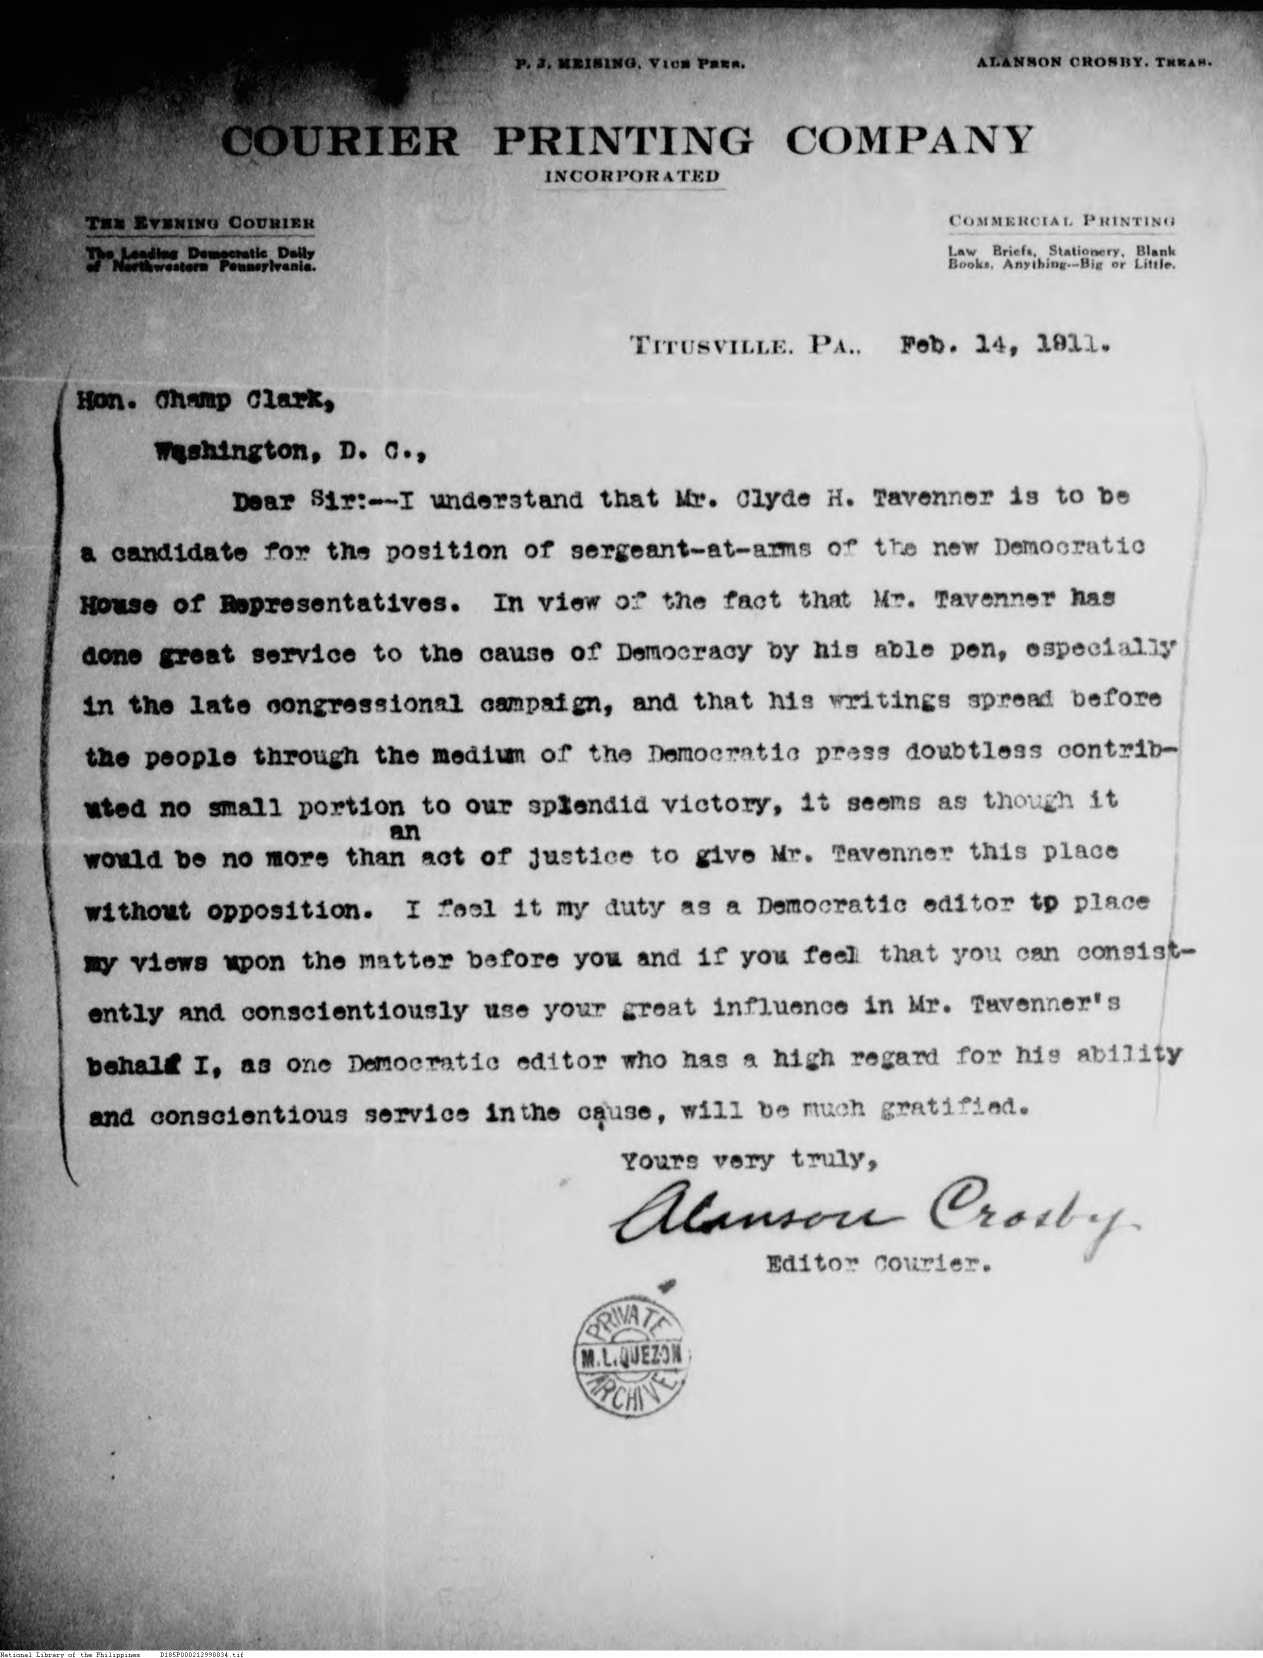 P. J. MEISING, VICE PRES.
ALANSON CROSBY, TREAS.
COURIER PRINTING COMPANY
INCORPORATED
THE EVENING COURIER
The Leading Democratic Daily
of Northwestern Pennsylvania.
COMMERCIAL PRINTING
Law Briefs, Stationery, Blank
Books, Anything--Big or Little.
TITUSVILLE, PA., Feb. 14, 1911.
Hon. Champ Clark,
Washington, D. C.,
Dear Sir:--I understand that Mr. Clyde H. Tavenner is to be
a candidate for the position of sergeant-at-arms of the new Democratic
House of Representatives. In view of the fact that Mr. Tavenner has
done great service to the cause of Democracy by his able pen, especially
in the late congressional campaign, and that his writings spread before
the people through the medium of the Democratic press doubtless contrib-
uted no small portion to our splendid victory, it seems as though it
an
would be no more than act of justice to give Mr. Tavenner this place
without opposition. I feel it my duty as a Democratic editor tp place
my views upon the matter before you and if you feel that you can consist-
ently and conscientiously use your great influence in Mr. Tavenner's
behalf I, as one Democratic editor who has a high regard for his ability
and conscientious service inthe cause, will be much gratified.
Yours very truly,
Alanson Crosby
Editor Courier.
PRIVATE
M.L.QUEZON
ARCHIVE
National Library of the Philippines D185P000212998834.tif